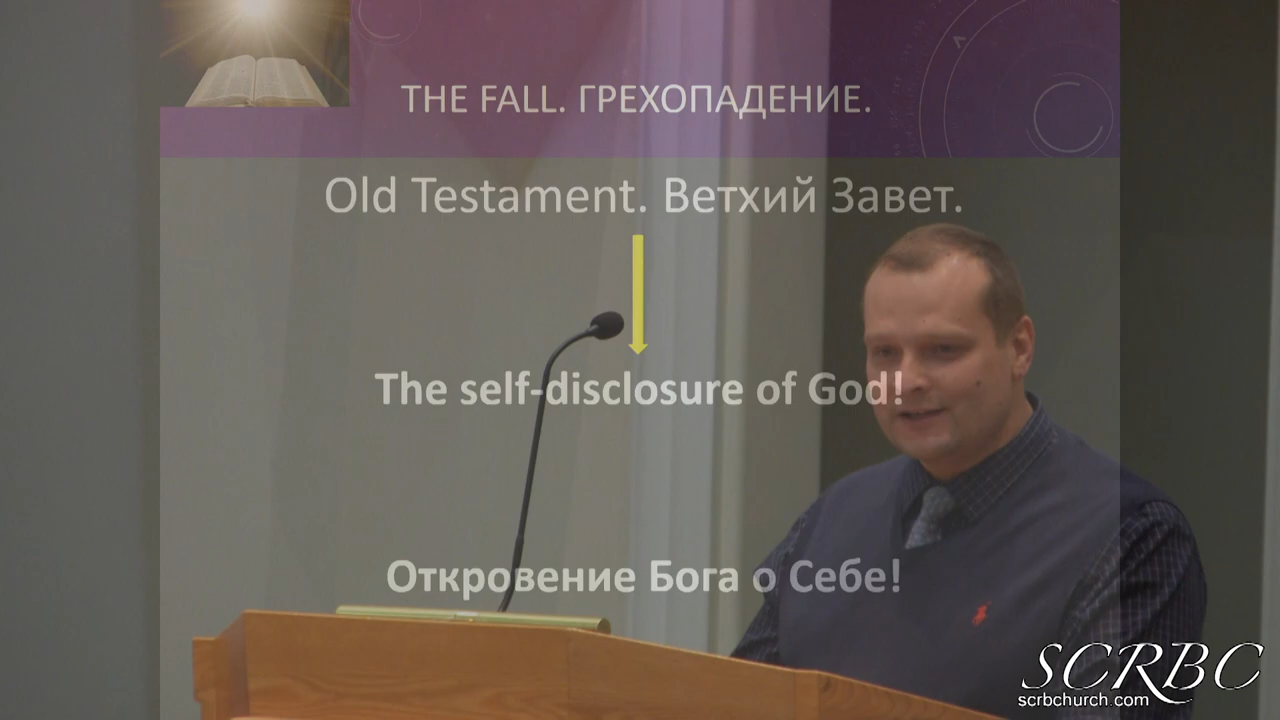 THE FALL. ГРЕХОПАДЕНИЕ.
Old Testament. Ветхий Завет.
The self-disclosure of God!
Откровение Бога о Себе!
SCRBC
scrbchurch.com